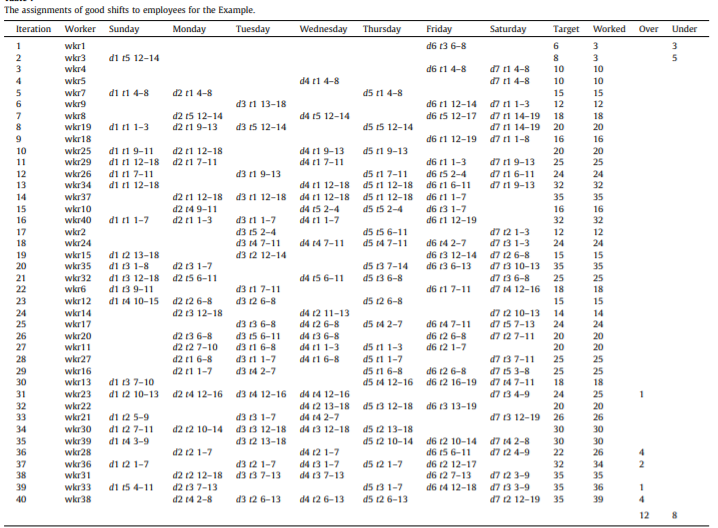 The assignments of good shifts to employees for the Example.
Iteration Worker Sunday Monday Tuesday Wednesday Thursday Friday Saturday Target Worked Over Under
1 wkr1 d6 t3 6–8 6 3 3
2 wkr3 d1 t5 12–14 8 3 5
3 wkr4 d6 t1 4–8 d7 t1 4–8 10 10
4 wkr5 d4 t1 4–8 d7 t1 4–8 10 10
5 wkr7 d1 t1 4–8 d2 t1 4–8 d5 t1 4–8 15 15
6 wkr9 d3 t1 13–18 d6 t1 12–14 d7 t1 1–3 12 12
7 wkr8 d2 t5 12–14 d4 t5 12–14 d6 t5 12–17 d7 t1 14–19 18 18
8 wkr19 d1 t1 1–3 d2 t1 9–13 d3 t5 12–14 d5 t5 12–14 d7 t1 14–19 20 20
9 wkr18 d6 t1 12–19 d7 t1 1–8 16 16
10 wkr25 d1 t1 9–11 d2 t1 12–18 d4 t1 9–13 d5 t1 9–13 20 20
11 wkr29 d1 t1 12–18 d2 t1 7–11 d4 t1 7–11 d6 t1 1–3 d7 t1 9–13 25 25
12 wkr26 d1 t1 7–11 d3 t1 9–13 d5 t1 7–11 d6 t5 2–4 d7 t1 6–11 24 24
13 wkr34 d1 t1 12–18 d4 t1 12–18 d5 t1 12–18 d6 t1 6–11 d7 t1 9–13 32 32
14 wkr37 d2 t1 12–18 d3 t1 12–18 d4 t1 12–18 d5 t1 12–18 d6 t1 1–7 35 35
15 wkr10 d2 t4 9–11 d4 t5 2–4 d5 t5 2–4 d6 t3 1–7 16 16
16 wkr40 d1 t1 1–7 d2 t1 1–3 d3 t1 1–7 d4 t1 1–7 d6 t1 12–19 32 32
17 wkr2 d3 t5 2–4 d5 t5 6–11 d7 t2 1–3 12 12
18 wkr24 d3 t4 7–11 d4 t4 7–11 d5 t4 7–11 d6 t4 2–7 d7 t3 1–3 24 24
19 wkr15 d1 t2 13–18 d3 t2 12–14 d6 t3 12–14 d7 t2 6–8 15 15
20 wkr35 d1 t3 1–8 d2 t3 1–7 d5 t3 7–14 d6 t3 6–13 d7 t3 10–13 35 35
21 wkr32 d1 t3 12–18 d2 t5 6–11 d4 t5 6–11 d5 t3 6–8 d7 t3 6–8 25 25
22 wkr6 d1 t3 9–11 d3 t1 7–11 d6 t1 7–11 d7 t4 12–16 18 18
23 wkr12 d1 t4 10–15 d2 t2 6–8 d3 t2 6–8 d5 t2 6–8 15 15
24 wkr14 d2 t3 12–18 d4 t2 11–13 d7 t2 10–13 14 14
25 wkr17 d3 t3 6–8 d4 t2 6–8 d5 t4 2–7 d6 t4 7–11 d7 t5 7–13 24 24
26 wkr20 d2 t3 6–8 d3 t5 6–11 d4 t3 6–8 d6 t2 6–8 d7 t2 7–11 20 20
27 wkr11 d2 t2 7–10 d3 t1 6–8 d4 t1 1–3 d5 t1 1–3 d6 t2 1–7 20 20
28 wkr27 d2 t1 6–8 d3 t1 1–7 d4 t1 6–8 d5 t1 1–7 d7 t3 7–11 25 25
29 wkr16 d2 t1 1–7 d3 t4 2–7 d5 t1 6–8 d6 t2 6–8 d7 t5 3–8 25 25
30 wkr13 d1 t3 7–10 d5 t4 12–16 d6 t2 16–19 d7 t4 7–11 18 18
31 wkr23 d1 t2 10–13 d2 t4 12–16 d3 t4 12–16 d4 t4 12–16 d7 t3 4–9 24 25 1
32 wkr22 d4 t2 13–18 d5 t3 12–18 d6 t3 13–19 20 20
33 wkr21 d1 t2 5–9 d3 t3 1–7 d4 t4 2–7 d7 t3 12–19 26 26
34 wkr30 d1 t2 7–11 d2 t2 10–14 d3 t3 12–18 d4 t3 12–18 d5 t2 13–18 30 30
35 wkr39 d1 t4 3–9 d3 t2 13–18 d5 t2 10–14 d6 t2 10–14 d7 t4 2–8 30 30
36 wkr28 d2 t2 1–7 d4 t2 1–7 d6 t5 6–11 d7 t2 4–9 22 26 4
37 wkr36 d1 t2 1–7 d3 t2 1–7 d4 t3 1–7 d5 t2 1–7 d6 t2 12–17 32 34 2
38 wkr31 d2 t2 12–18 d3 t3 7–13 d4 t3 7–13 d6 t2 7–13 d7 t2 3–9 35 35
39 wkr33 d1 t5 4–11 d2 t3 7–13 d5 t3 1–7 d6 t4 12–18 d7 t3 3–9 35 36 1
40 wkr38 d2 t4 2–8 d3 t2 6–13 d4 t2 6–13 d5 t2 6–13 d7 t2 12–19 35 39 4
12 8